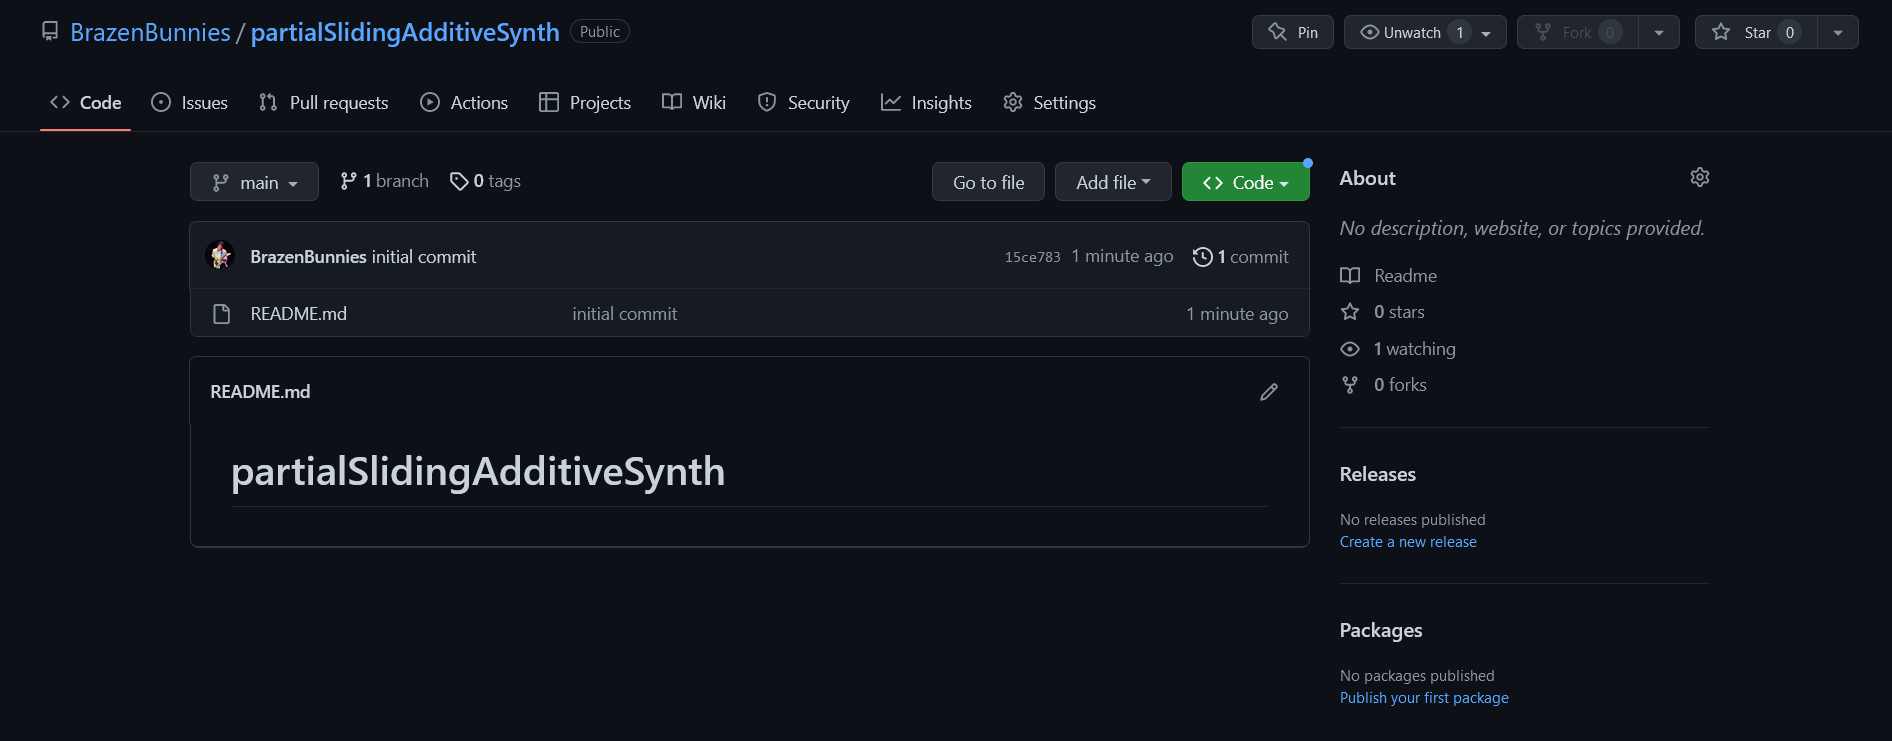 BrazenBunnies / partialSlidingAdditiveSynth Public Pin Unwatch 1 Fork 0 Star 0
Code Issues Pull requests Actions Projects Wiki Security Insights Settings
main 1 branch 0 tags Go to file Add file Code
BrazenBunnies initial commit 15ce783 1 minute ago 1 commit
README.md initial commit 1 minute ago
README.md
partialSlidingAdditiveSynth
About
No description, website, or topics provided.
Readme
0 stars
1 watching
0 forks
Releases
No releases published
Create a new release
Packages
No packages published
Publish your first package